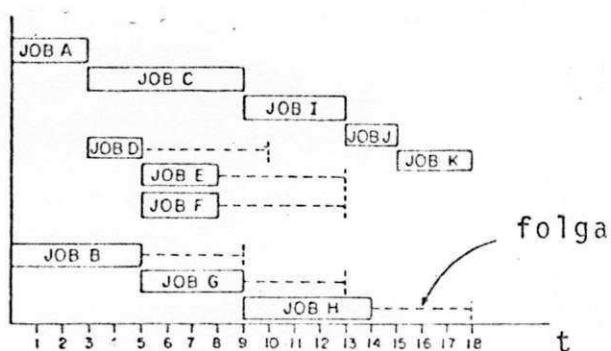 JOB A
JOB C
JOB I
JOB J
JOB D
JOB K
JOB E
JOB F
folga
JOB B
JOB G
JOB H
1 2 3 4 5 6 7 8 9 10 11 12 13 14 15 16 17 18 t